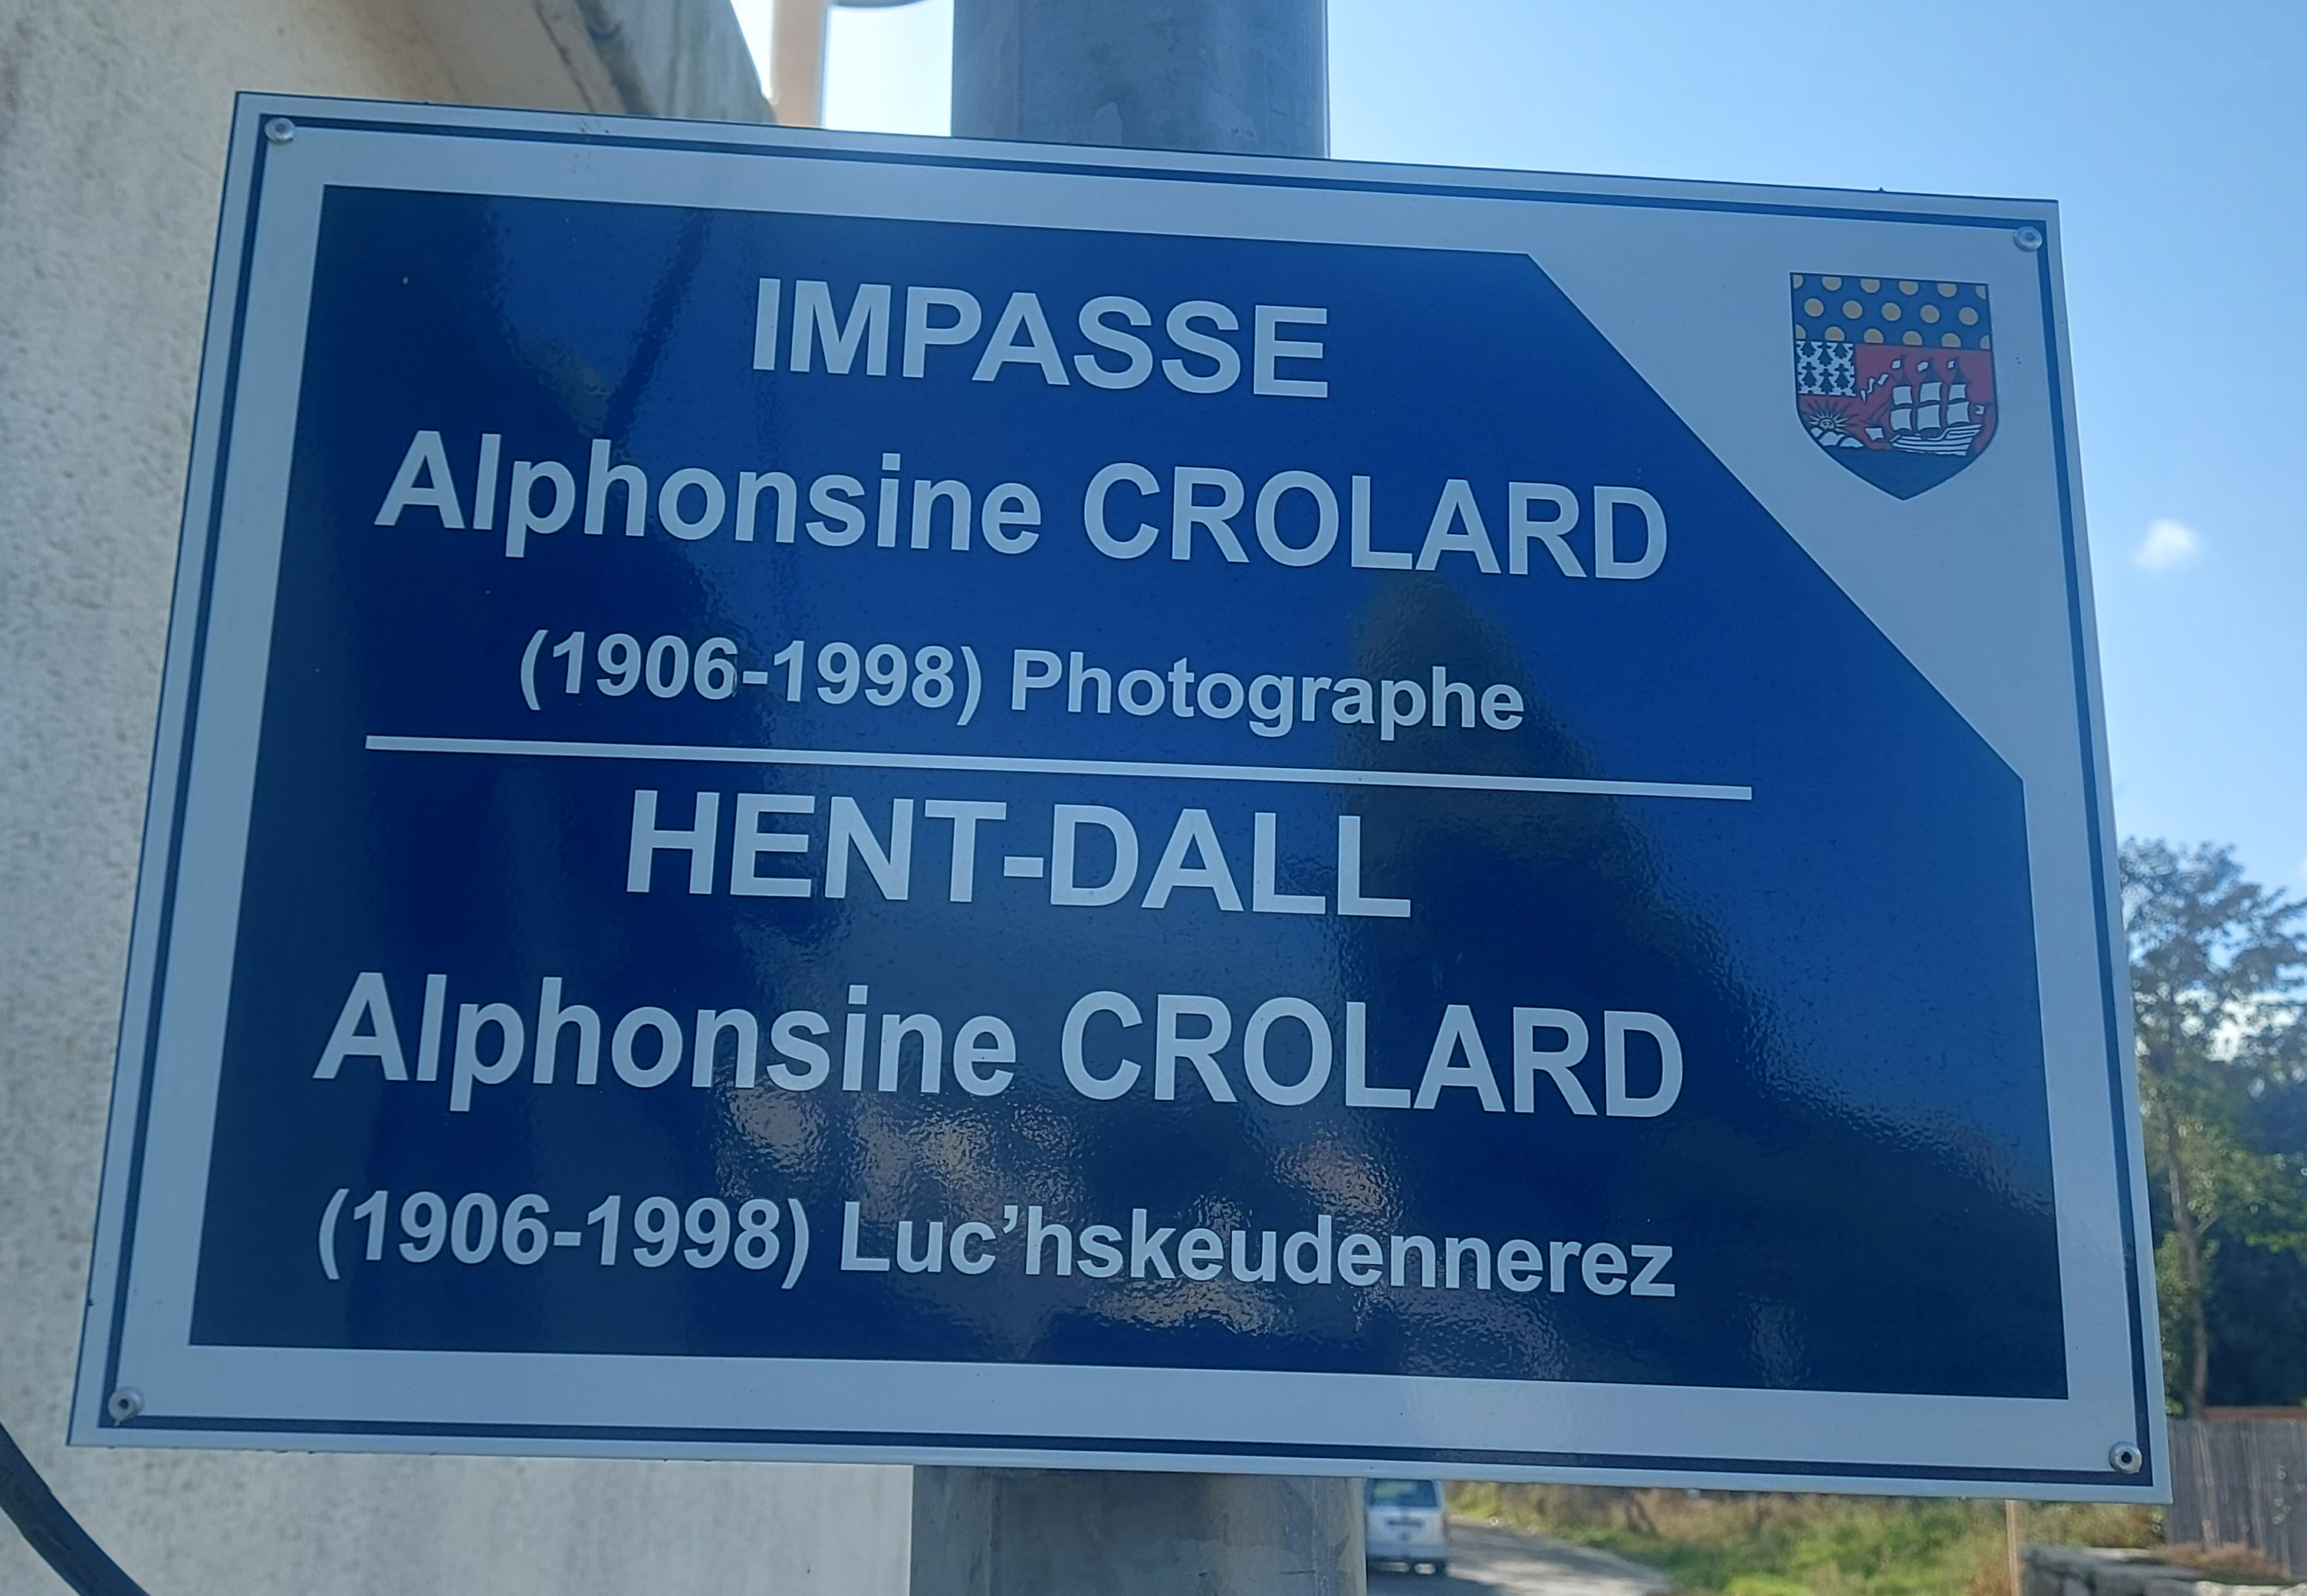 IMPASSE
Alphonsine CROLARD
(1906-1998) Photographe
HENT-DALL
Alphonsine CROLARD
(1906-1998) Luc’hskeudennerez